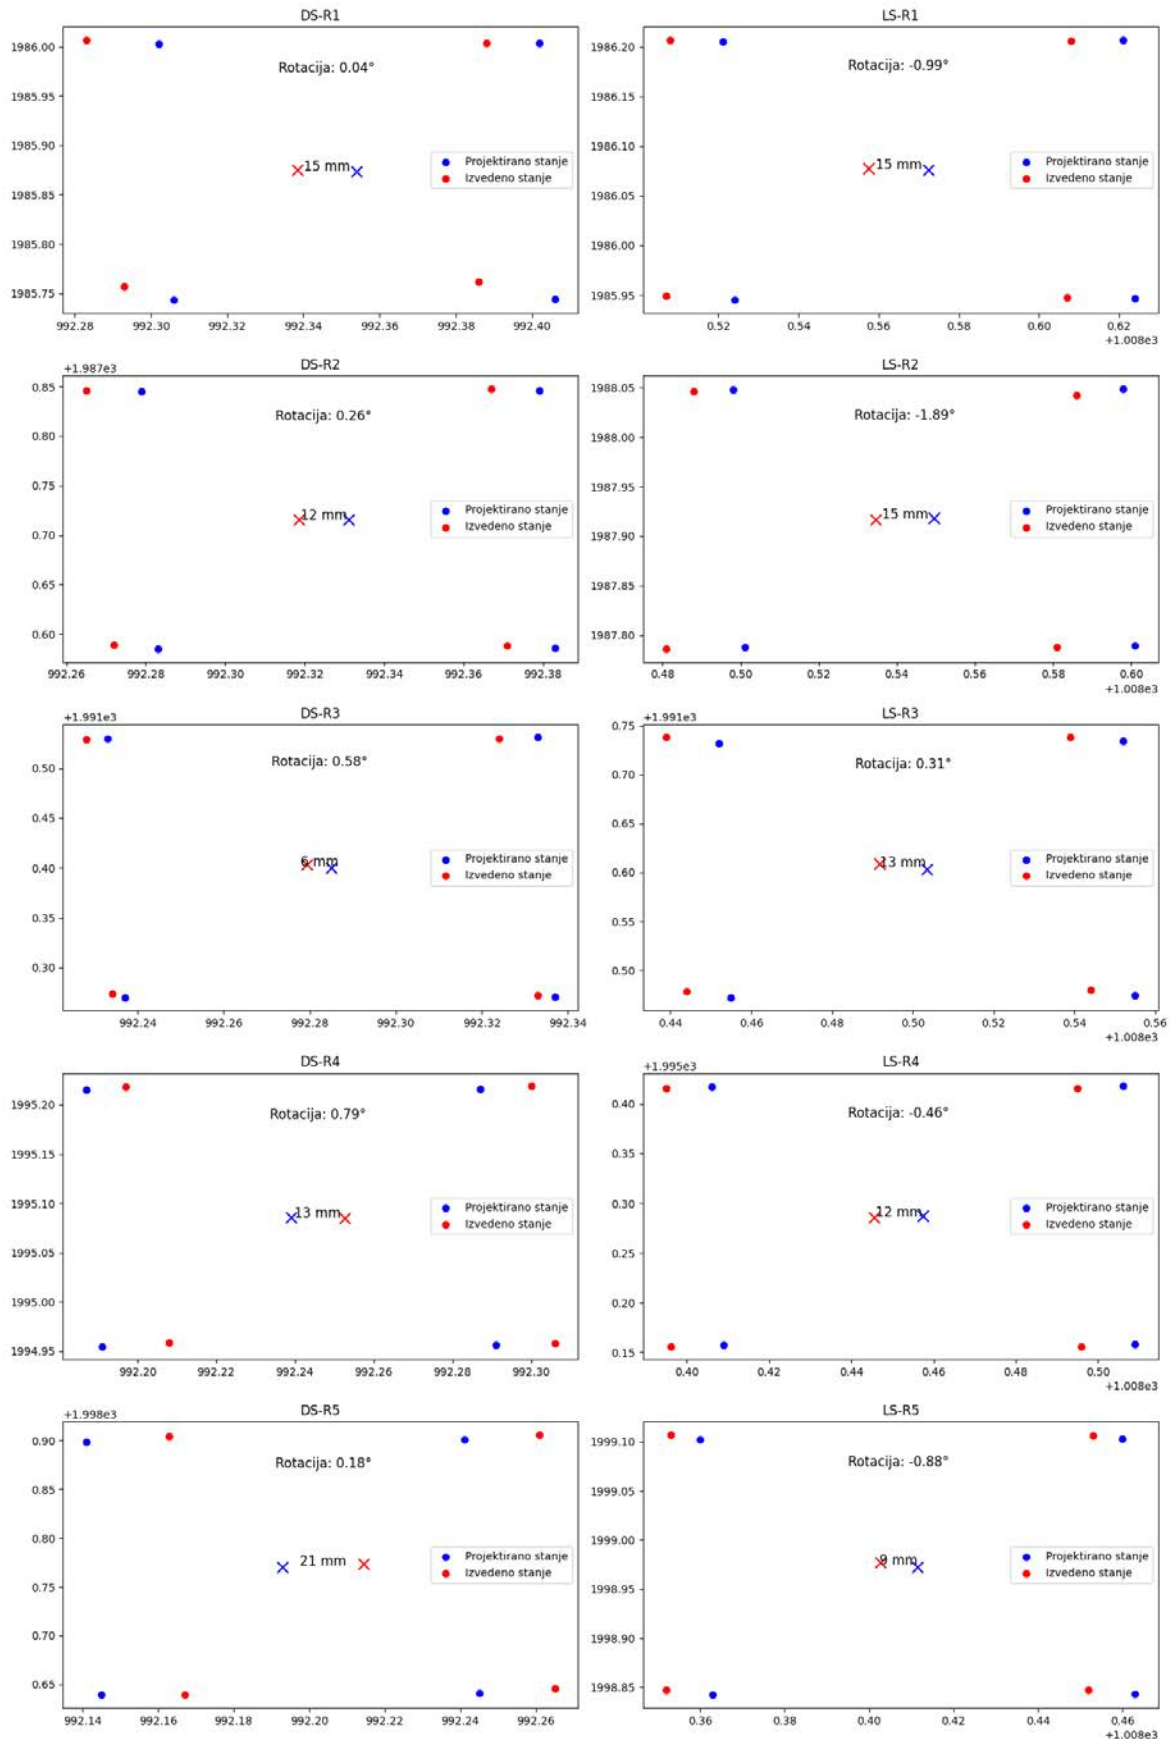 DS-R1
1986.00
1985.95
1985.90
1985.85
1985.80
1985.75
Rotacija: 0.04°
15 mm
Projektirano stanje
Izvedeno stanje
992.28 992.30 992.32 992.34 992.36 992.38 992.40
LS-R1
1986.20
1986.15
1986.10
1986.05
1986.00
1985.95
Rotacija: -0.99°
15 mm
Projektirano stanje
Izvedeno stanje
0.52 0.54 0.56 0.58 0.60 0.62
+1.008e3
DS-R2
+1.987e3
0.85
0.80
0.75
0.70
0.65
0.60
Rotacija: 0.26°
12 mm
Projektirano stanje
Izvedeno stanje
992.26 992.28 992.30 992.32 992.34 992.36 992.38
LS-R2
1988.05
1988.00
1987.95
1987.90
1987.85
1987.80
Rotacija: -1.89°
15 mm
Projektirano stanje
Izvedeno stanje
0.48 0.50 0.52 0.54 0.56 0.58 0.60
+1.008e3
DS-R3
+1.991e3
0.50
0.45
0.40
0.35
0.30
Rotacija: 0.58°
6 mm
Projektirano stanje
Izvedeno stanje
992.24 992.26 992.28 992.30 992.32 992.34
LS-R3
+1.991e3
0.75
0.70
0.65
0.60
0.55
0.50
Rotacija: 0.31°
13 mm
Projektirano stanje
Izvedeno stanje
0.44 0.46 0.48 0.50 0.52 0.54 0.56
+1.008e3
DS-R4
1995.20
1995.15
1995.10
1995.05
1995.00
1994.95
Rotacija: 0.79°
13 mm
Projektirano stanje
Izvedeno stanje
992.20 992.22 992.24 992.26 992.28 992.30
LS-R4
+1.995e3
0.40
0.35
0.30
0.25
0.20
0.15
Rotacija: -0.46°
12 mm
Projektirano stanje
Izvedeno stanje
0.40 0.42 0.44 0.46 0.48 0.50
+1.008e3
DS-R5
+1.998e3
0.90
0.85
0.80
0.75
0.70
0.65
Rotacija: 0.18°
21 mm
Projektirano stanje
Izvedeno stanje
992.14 992.16 992.18 992.20 992.22 992.24 992.26
LS-R5
1999.10
1999.05
1999.00
1998.95
1998.90
1998.85
Rotacija: -0.88°
9 mm
Projektirano stanje
Izvedeno stanje
0.36 0.38 0.40 0.42 0.44 0.46
+1.008e3